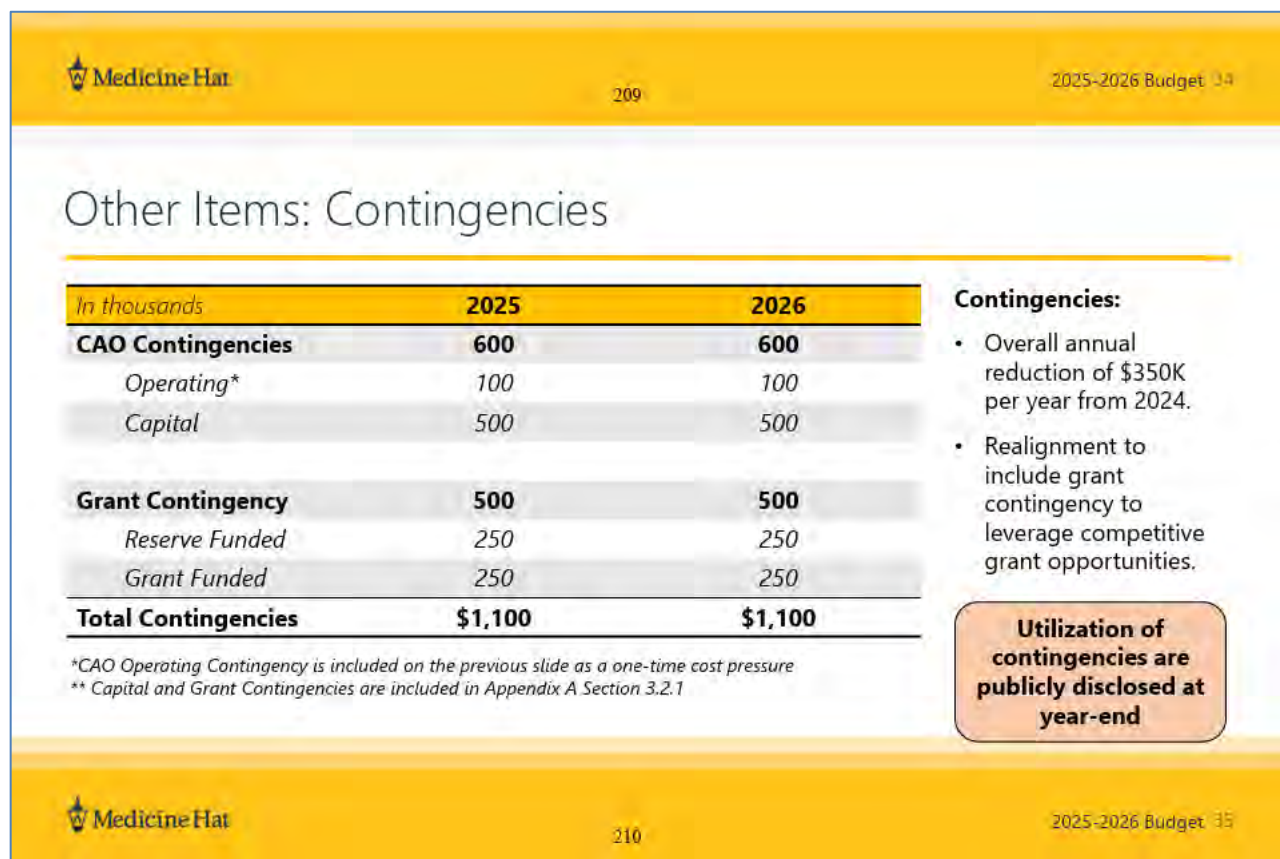 Medicine Hat
209
2025-2026 Budget 34
Other Items: Contingencies
In thousands 2025 2026
CAO Contingencies 600 600
Operating* 100 100
Capital 500 500
Grant Contingency 500 500
Reserve Funded 250 250
Grant Funded 250 250
Total Contingencies $1,100 $1,100
*CAO Operating Contingency is included on the previous slide as a one-time cost pressure
** Capital and Grant Contingencies are included in Appendix A Section 3.2.1
Contingencies:
• Overall annual
reduction of $350K
per year from 2024.
• Realignment to
include grant
contingency to
leverage competitive
grant opportunities.
Utilization of
contingencies are
publicly disclosed at
year-end
Medicine Hat
210
2025-2026 Budget 35